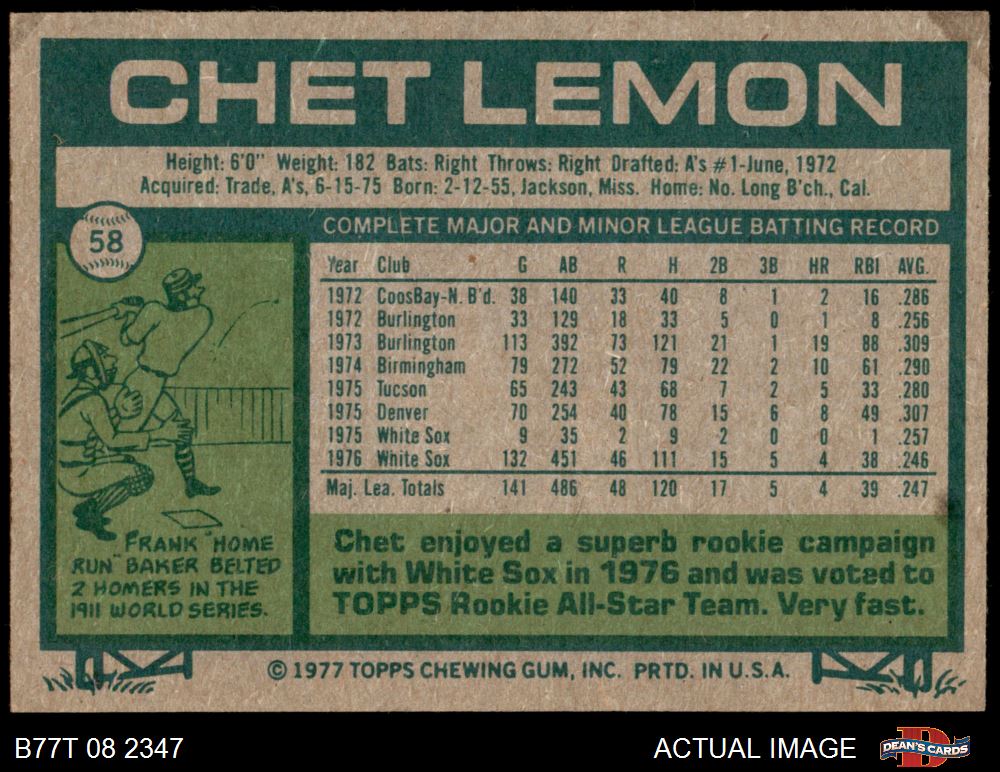 CHET LEMON
Height: 6'0" Weight: 182 Bats: Right Throws: Right Drafted: A's #1-June, 1972
Acquired: Trade, A's, 6-15-75 Born: 2-12-55, Jackson, Miss. Home: No. Long B'ch., Cal.
58
COMPLETE MAJOR AND MINOR LEAGUE BATTING RECORD
Year Club G AB R H 2B 3B HR RBI AVG.
1972 CoosBay-N. B'd. 38 140 33 40 8 1 2 16 .286
1972 Burlington 33 129 18 33 5 0 1 8 .256
1973 Burlington 113 392 73 121 21 1 19 88 .309
1974 Birmingham 79 272 52 79 22 2 10 61 .290
1975 Tucson 65 243 43 68 7 2 5 33 .280
1975 Denver 70 254 40 78 15 6 8 49 .307
1975 White Sox 9 35 2 9 2 0 0 1 .257
1976 White Sox 132 451 46 111 15 5 4 38 .246
Maj. Lea. Totals 141 486 48 120 17 5 4 39 .247
FRANK "HOME
RUN" BAKER BELTED
2 HOMERS IN THE
1911 WORLD SERIES.
Chet enjoyed a superb rookie campaign
with White Sox in 1976 and was voted to
TOPPS Rookie All-Star Team. Very fast.
© 1977 TOPPS CHEWING GUM, INC. PRTD. IN U.S.A.
B77T 08 2347
ACTUAL IMAGE
D
DEAN'S CARDS